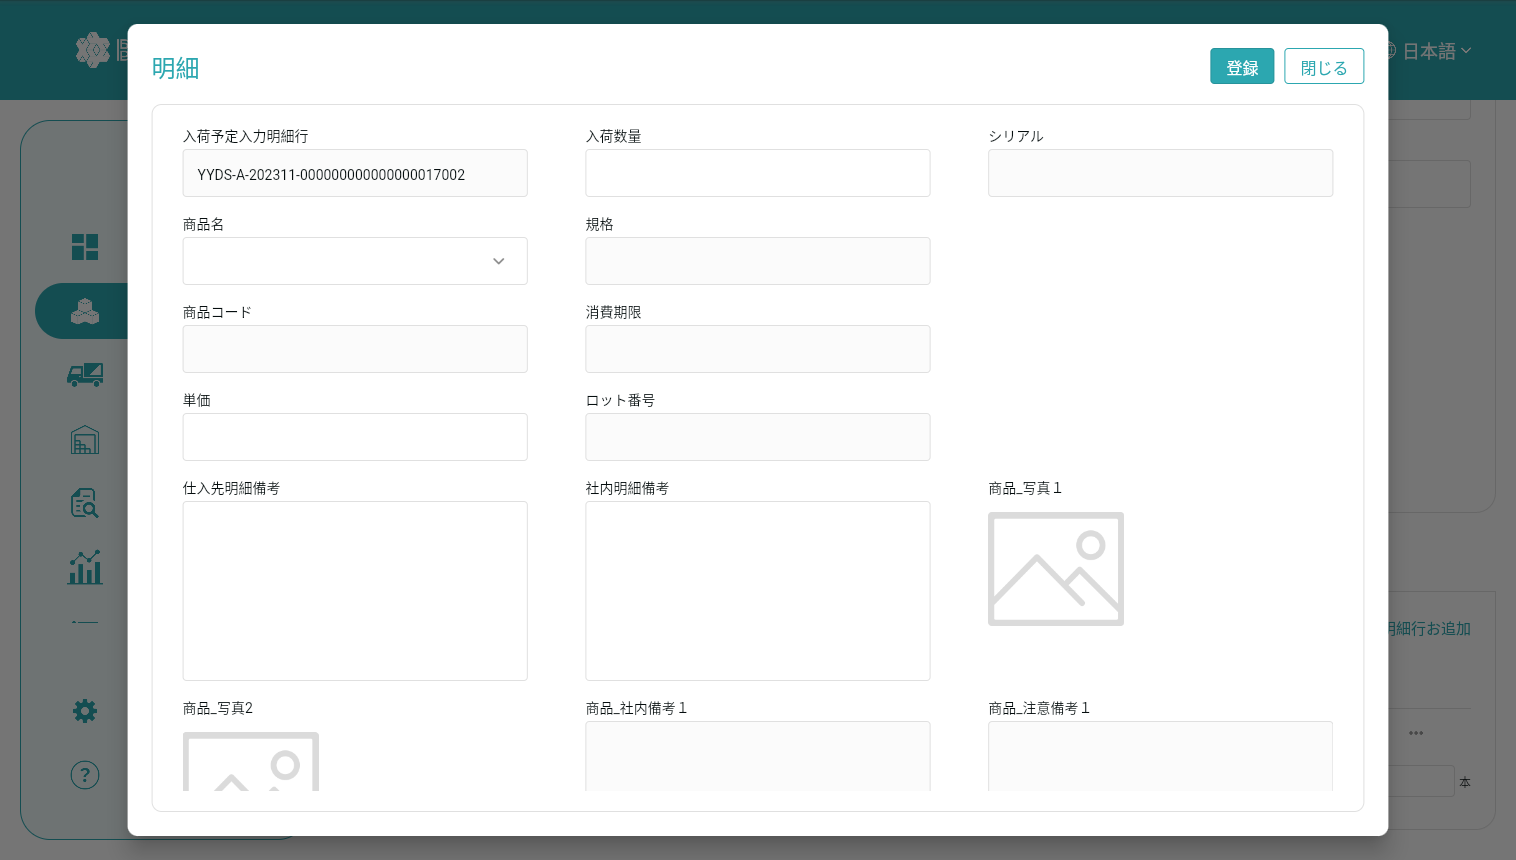 日本語
明細
登録
閉じる
入荷予定入力明細行
入荷数量
シリアル
YYDS-A-202311-000000000000000017002
商品名
規格
商品コード
消費期限
単価
ロット番号
仕入先明細備考
社内明細備考
商品_写真１
明細行お追加
商品_写真2
商品_社内備考１
商品_注意備考１
本